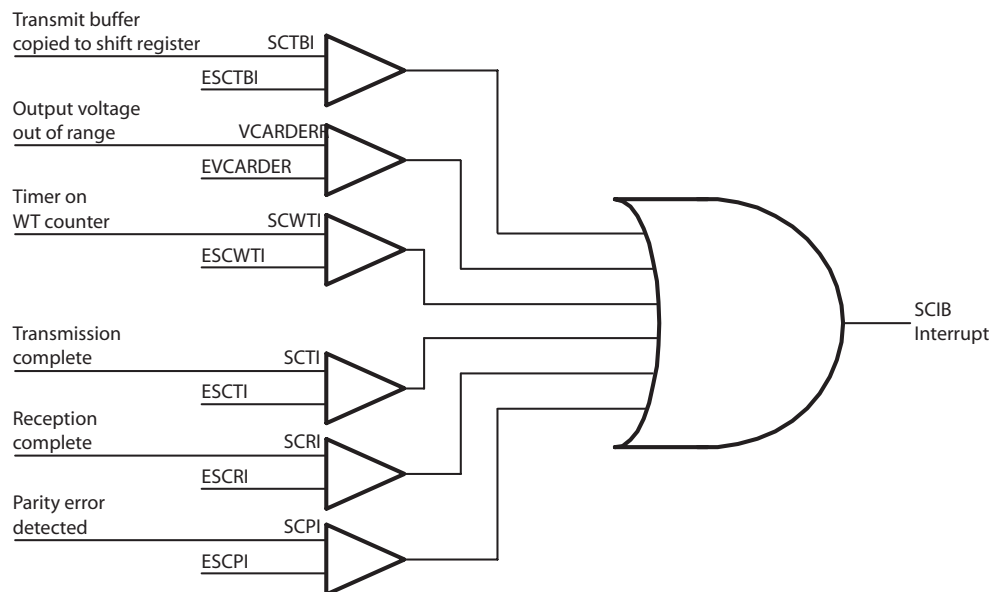 Transmit buffer
copied to shift register
SCTBI
ESCTBI
Output voltage
out of range
VCARDERR
EVCARDER
Timer on
WT counter
SCWTI
ESCWTI
Transmission
complete
SCTI
ESCTI
Reception
complete
SCRI
ESCRI
Parity error
detected
SCPI
ESCPI
SCIB
Interrupt